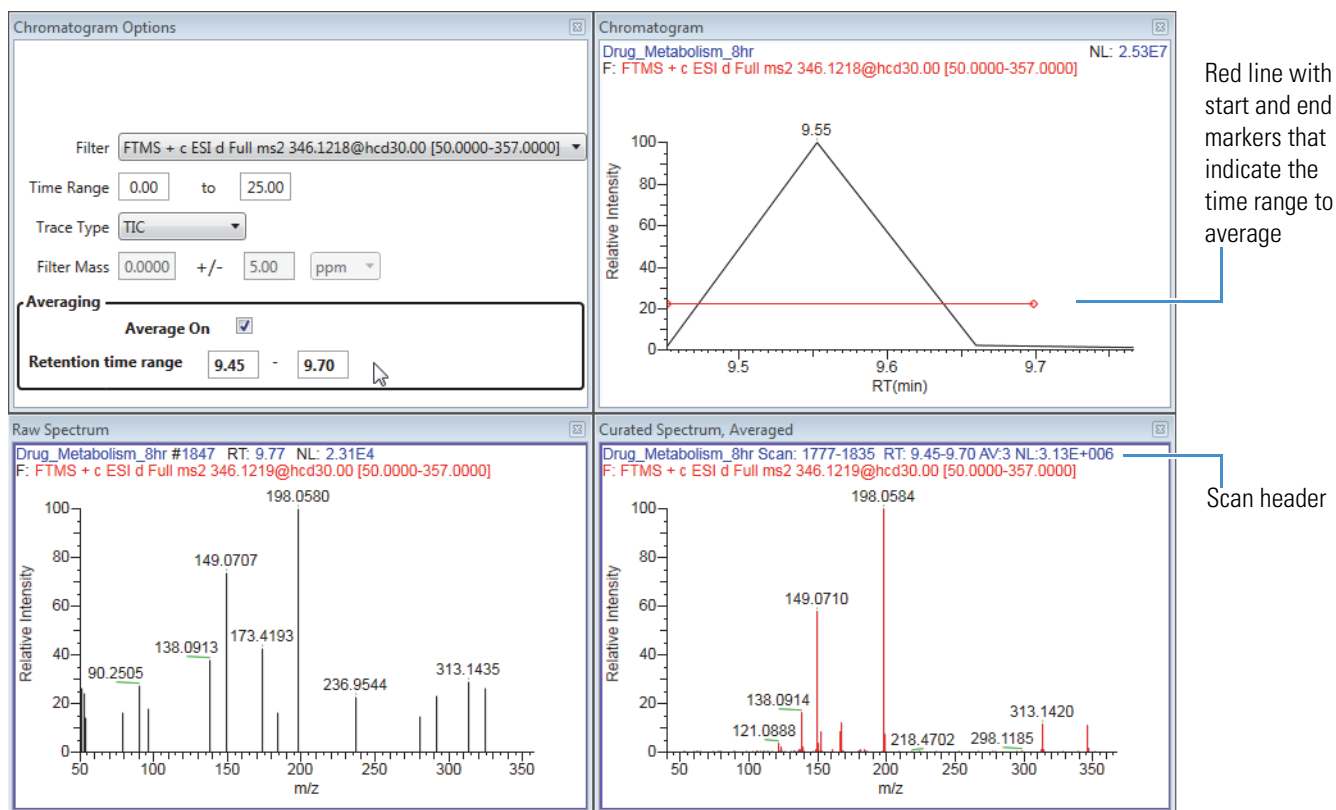 Chromatogram Options
Filter FTMS + c ESI d Full ms2 346.1218@hcd30.00 [50.0000-357.0000]
Time Range 0.00 to 25.00
Trace Type TIC
Filter Mass 0.0000 +/- 5.00 ppm
Averaging
Average On
Retention time range 9.45 - 9.70
Chromatogram
Drug_Metabolism_8hr NL: 2.53E7
F: FTMS + c ESI d Full ms2 346.1218@hcd30.00 [50.0000-357.0000]
9.55
100
80
60
40
20
0
Relative Intensity
9.5 9.6 9.7
RT(min)
Red line with
start and end
markers that
indicate the
time range to
average
Raw Spectrum
Drug_Metabolism_8hr #1847 RT: 9.77 NL: 2.31E4
F: FTMS + c ESI d Full ms2 346.1219@hcd30.00 [50.0000-357.0000]
198.0580
149.0707
138.0913
173.4193
90.2505
236.9544
313.1435
100
80
60
40
20
0
Relative Intensity
50 100 150 200 250 300 350
m/z
Curated Spectrum, Averaged
Drug_Metabolism_8hr Scan: 1777-1835 RT: 9.45-9.70 AV:3 NL:3.13E+006
F: FTMS + c ESI d Full ms2 346.1219@hcd30.00 [50.0000-357.0000]
198.0584
149.0710
138.0914
121.0888
218.4702
298.1185
313.1420
100
80
60
40
20
0
Relative Intensity
50 100 150 200 250 300 350
m/z
Scan header